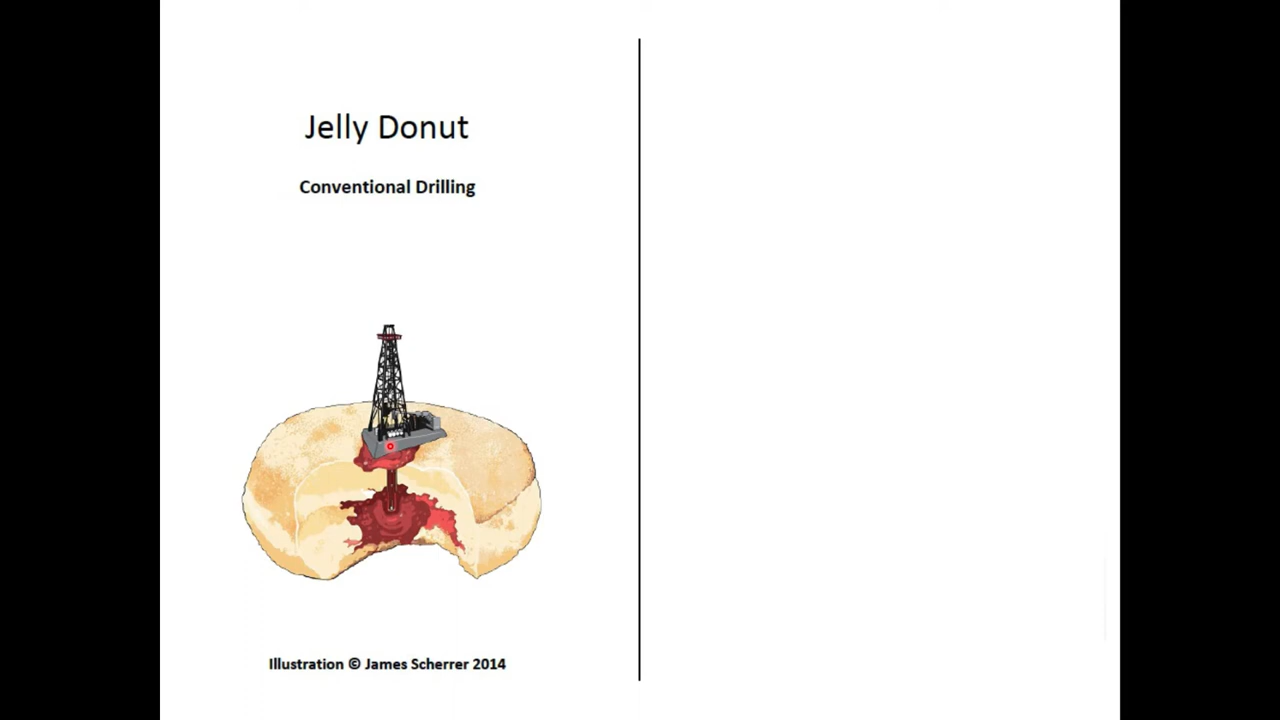 Jelly Donut
Conventional Drilling
Illustration © James Scherrer 2014